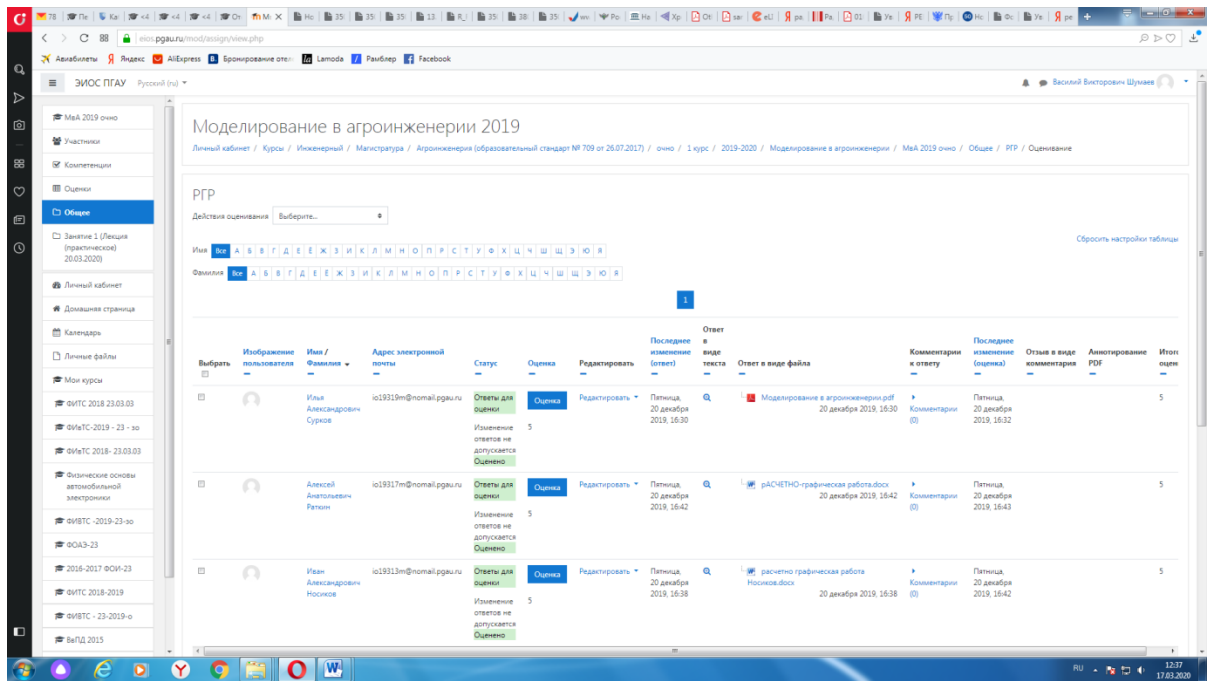 eios.pgau.ru/mod/assign/view.php
Авиабилеты Яндекс AliExpress Бронирование отел Lamoda Рамблер Facebook
ЭИОС ПГАУ Русский (ru)
Василий Викторович Шумаев
МвА 2019 очно
Участники
Компетенции
Оценки
Общее
Занятие 1 (Лекция
(практическое)
20.03.2020)
Личный кабинет
Домашняя страница
Календарь
Личные файлы
Мои курсы
ФИТС 2018 23.03.03
ФИвТС-2019 - 23 - зо
ФИвТС 2018- 23.03.03
Физические основы
автомобильной
электроники
ФИВТС -2019-23-зо
ФОАЭ-23
2016-2017 ФОИ-23
ФИТС 2018-2019
ФИВТС - 23-2019-о
ВеПД 2015
Моделирование в агроинженерии 2019
Личный кабинет / Курсы / Инженерный / Магистратура / Агроинженерия (образовательный стандарт № 709 от 26.07.2017) / очно / 1 курс / 2019-2020 / Моделирование в агроинженерии / МвА 2019 очно / Общее / РГР / Оценивание
РГР
Действия оценивания Выберите...
Сбросить настройки таблицы
Имя Все А Б В Г Д Е Ё Ж З И К Л М Н О П Р С Т У Ф Х Ц Ч Ш Щ Э Ю Я
Фамилия Все А Б В Г Д Е Ё Ж З И К Л М Н О П Р С Т У Ф Х Ц Ч Ш Щ Э Ю Я
1
Выбрать
Изображение
пользователя
Имя /
Фамилия
Адрес электронной
почты
Статус
Оценка
Редактировать
Последнее
изменение
(ответ)
Ответ
в
виде
текста
Ответ в виде файла
Комментарии
к ответу
Последнее
изменение
(оценка)
Отзыв в виде
комментария
Аннотирование
PDF
Итого
оцен
Илья
Александрович
Сурков
io19319m@nomail.pgau.ru
Ответы для
оценки
Изменение
ответов не
допускается
Оценено
Оценка
5
Редактировать
Пятница,
20 декабря
2019, 16:30
Моделирование в агроинженерии.pdf
20 декабря 2019, 16:30
Комментарии
(0)
Пятница,
20 декабря
2019, 16:32
5
Алексей
Анатольевич
Раткин
io19317m@nomail.pgau.ru
Ответы для
оценки
Изменение
ответов не
допускается
Оценено
Оценка
5
Редактировать
Пятница,
20 декабря
2019, 16:42
рАСЧЕТНО-графическая работа.docx
20 декабря 2019, 16:42
Комментарии
(0)
Пятница,
20 декабря
2019, 16:43
5
Иван
Александрович
Носиков
io19313m@nomail.pgau.ru
Ответы для
оценки
Изменение
ответов не
допускается
Оценено
Оценка
5
Редактировать
Пятница,
20 декабря
2019, 16:38
расчетно графическая работа
Носиков.docx
20 декабря 2019, 16:38
Комментарии
(0)
Пятница,
20 декабря
2019, 16:42
5
RU
12:37
17.03.2020